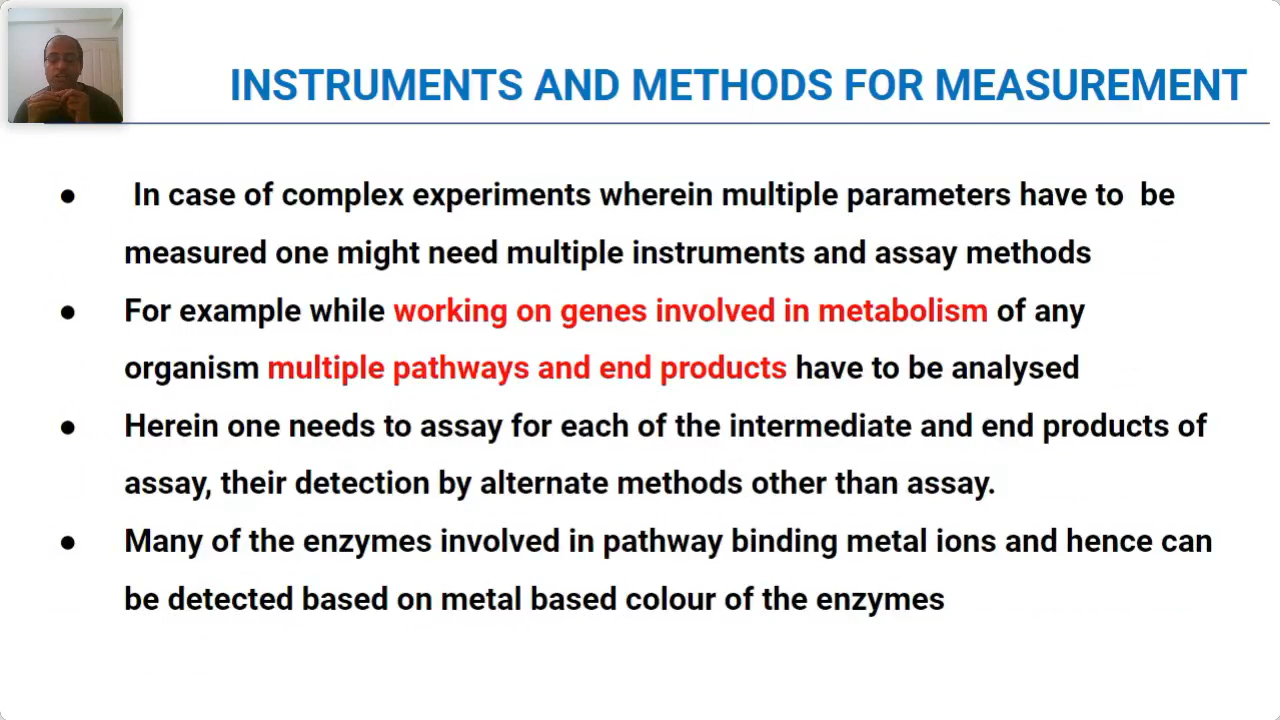 INSTRUMENTS AND METHODS FOR MEASUREMENT
● In case of complex experiments wherein multiple parameters have to be
measured one might need multiple instruments and assay methods
● For example while working on genes involved in metabolism of any
organism multiple pathways and end products have to be analysed
● Herein one needs to assay for each of the intermediate and end products of
assay, their detection by alternate methods other than assay.
● Many of the enzymes involved in pathway binding metal ions and hence can
be detected based on metal based colour of the enzymes